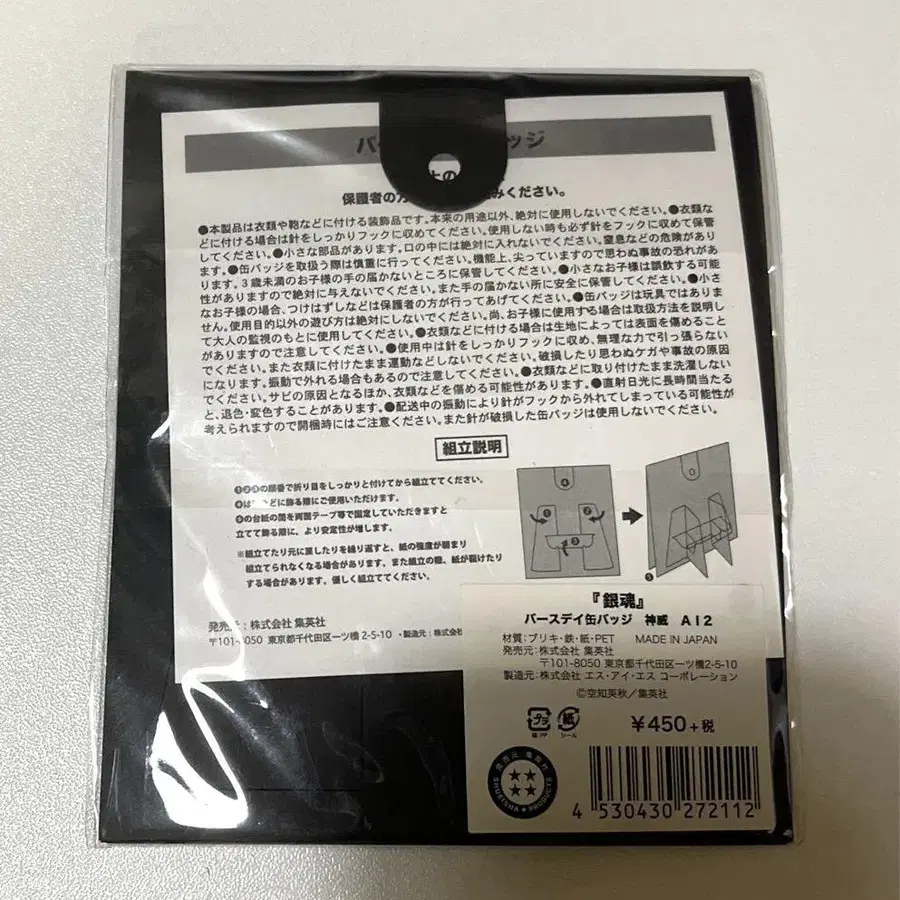 バー ッジ
上の
保護者の方 みください。
●本製品は衣類や鞄などに付ける装飾品です。本来の用途以外、絶対に使用しないでください。●衣類な
どに付ける場合は針をしっかりフックに収めてください。使用しない時も必ず針をフックに収めて保管
してください。●小さな部品があります。口の中には絶対に入れないでください。窒息などの危険があり
ます。●缶バッジを取扱う際は慎重に行ってください。機能上、尖っていますので思わぬ事故の恐れがあ
ります。3歳未満のお子様の手の届かないところに保管してください。●小さなお子様は誤飲する可能
性がありますので絶対に与えないでください。また手の届かない所に安全に保管してください。●小さ
なお子様の場合、つけはずしなどは保護者の方が行ってあげてください。●缶バッジは玩具ではありま
せん。使用目的以外の遊び方は絶対にしないでください。尚、お子様に使用する場合は取扱方法を説明し
て大人の監視のもとに使用してください。●衣類などに付ける場合は生地によっては表面を傷めること
がありますので注意してください。●使用中は針をしっかりフックに収め、無理な力で引っ張らない
でください。また衣類に付けたまま運動などしないでください。破損したり思わぬケガや事故の原因
になります。振動で外れる場合もあるので注意してください。●衣類などに取り付けたまま洗濯しない
でください。サビの原因となるほか、衣類などを傷める可能性があります。●直射日光に長時間当たる
と、退色・変色することがあります。●配送中の振動により針がフックから外れてしまっている可能性が
考えられますので開梱時にはご注意ください。また針が破損した缶バッジは使用しないでください。
組立説明
❶❷❸の順番で折り目をしっかりと付けてから組立ててください。
❹は などに飾る際にご使用いただけます。
❺の台紙の間を両面テープ等で固定していただきますと
立てて飾る際に、より安定性が増します。
※組立てたり元に戻したりを繰り返すと、紙の強度が弱まり
組立てられなくなる場合があります。また組立の際、紙が裂けたり
する場合があります。優しく組立ててください。
❹
❶
❷
❸
❺
発売元:株式会社 集英社
〒101-8050 東京都千代田区一ツ橋2-5-10 ・製造元:株式会
『銀魂』
バースデイ缶バッジ 神威 A12
材質:ブリキ・鉄・紙・PET MADE IN JAPAN
発売元:株式会社 集英社
〒101-8050 東京都千代田区一ツ橋2-5-10
製造元:株式会社 エス・アイ・エス コーポレーション
©空知英秋/集英社
プラ
袋:PP
紙
シール
¥450+税
発売元 集英社
SHUEISHA PRODUCTS
4 530430 272112